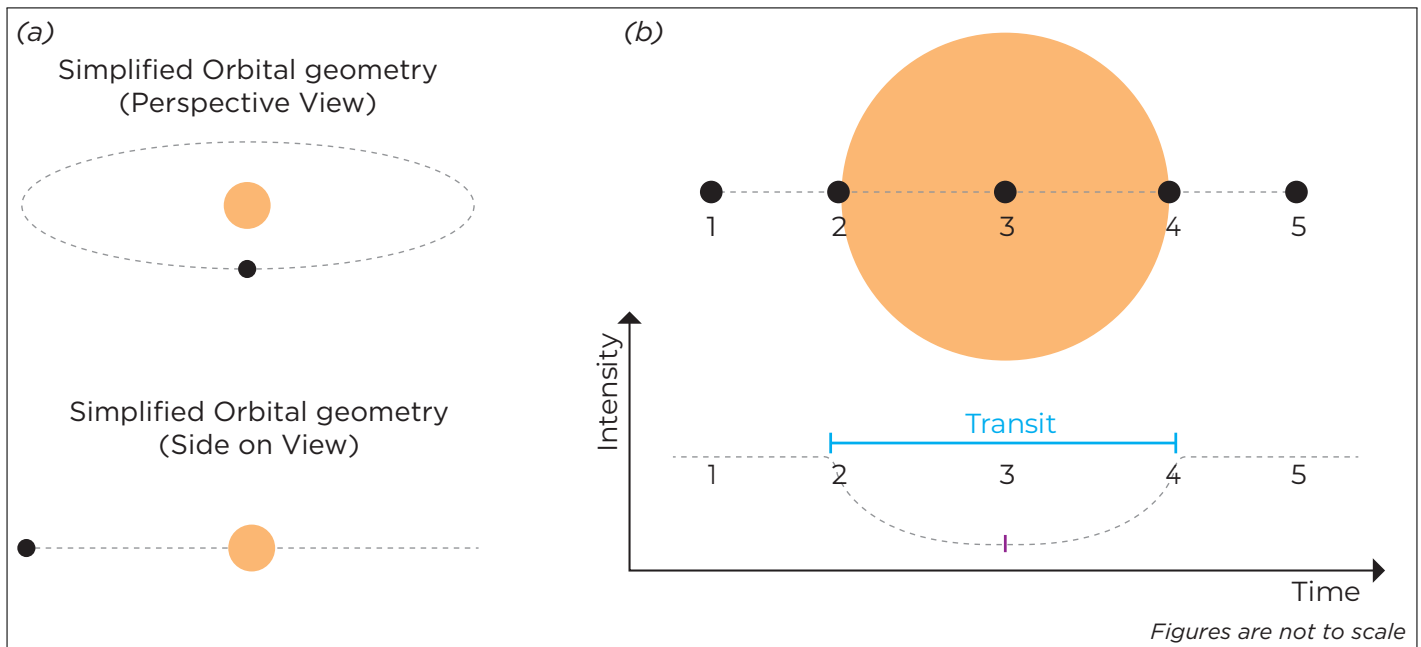 (a)
Simplified Orbital geometry
(Perspective View)
Simplified Orbital geometry
(Side on View)
(b)
1
2
3
4
5
Intensity
Transit
1
2
3
4
5
Time
Figures are not to scale